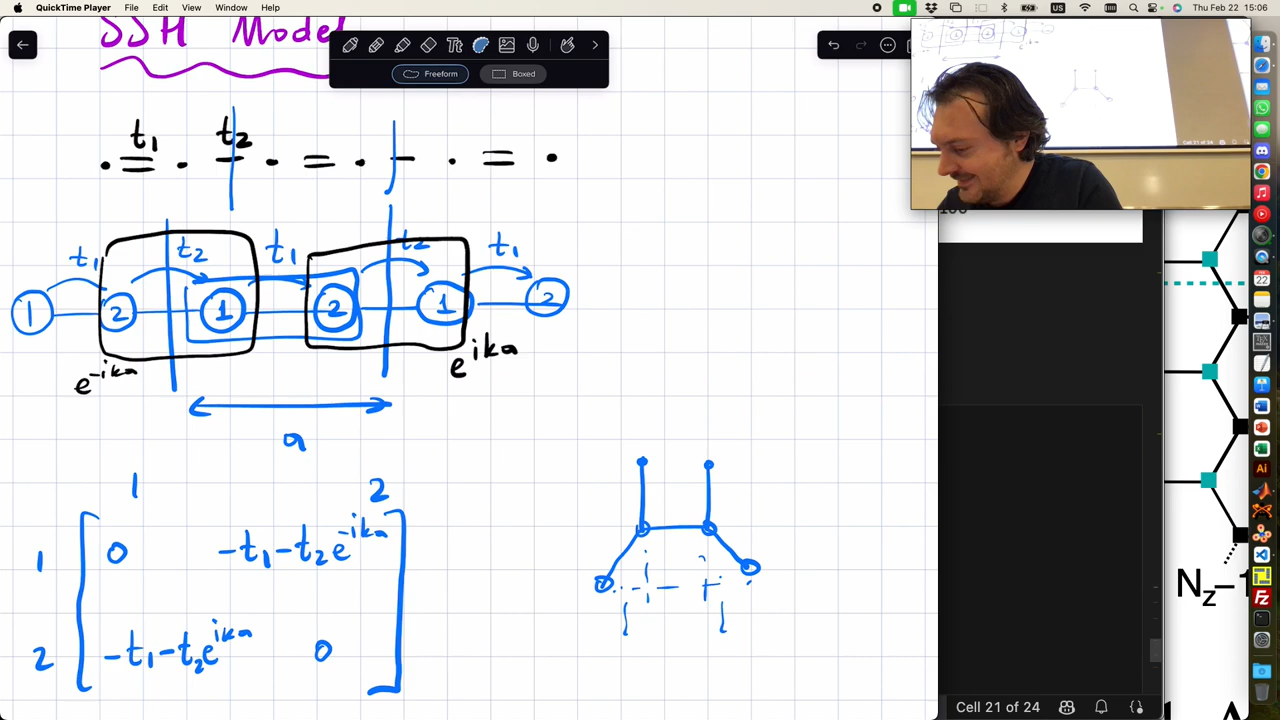 QuickTime Player File Edit View Window Help
Thu Feb 22 15:06
SSH Model
Freeform Boxed
t₁ t₂
t₁ t₂ t₁ t₂ t₁
1 2 1 2 1 2
e^-ika
e^ika
a
1 2
1 0 -t₁-t₂e^-ika
2 -t₁-t₂e^ika 0
N_z-1
Cell 21 of 24